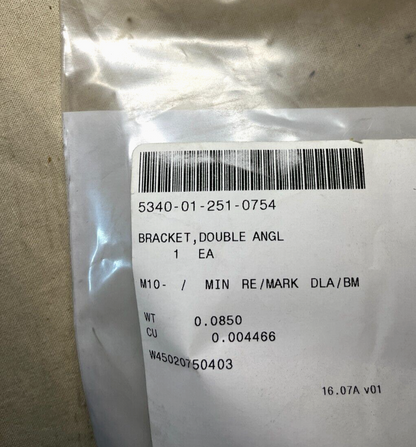 5340-01-251-0754
BRACKET,DOUBLE ANGL
1 EA
M10- / MIN RE/MARK DLA/BM
WT 0.0850
CU 0.004466
W45020750403
16.07A v01